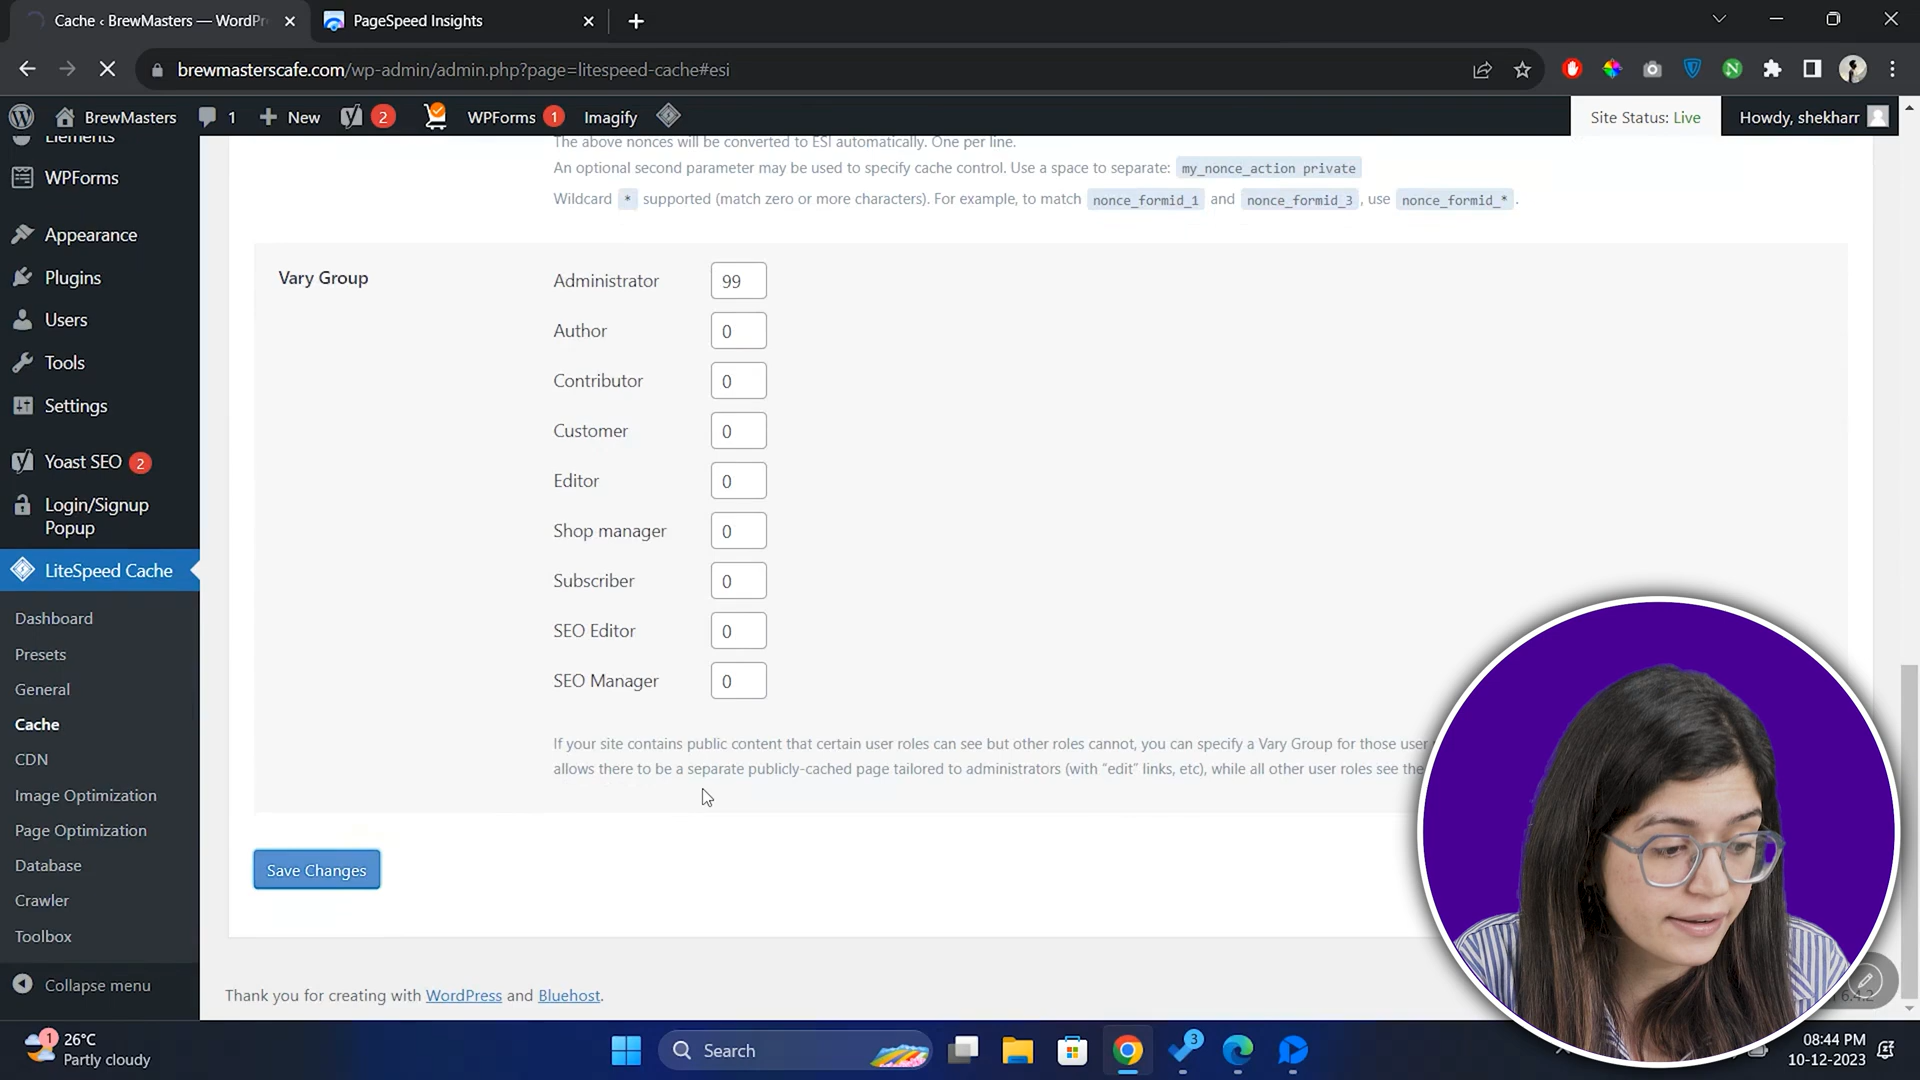 Cache ‹ BrewMasters — WordPr
PageSpeed Insights
brewmasterscafe.com/wp-admin/admin.php?page=litespeed-cache#esi
BrewMasters 1 New 2 WPForms 1 Imagify Site Status: Live Howdy, shekharr
Elements
WPForms
Appearance
Plugins
Users
Tools
Settings
Yoast SEO 2
Login/Signup
Popup
LiteSpeed Cache
Dashboard
Presets
General
Cache
CDN
Image Optimization
Page Optimization
Database
Crawler
Toolbox
Collapse menu
The above nonces will be converted to ESI automatically. One per line.
An optional second parameter may be used to specify cache control. Use a space to separate: my_nonce_action private
Wildcard * supported (match zero or more characters). For example, to match nonce_formid_1 and nonce_formid_3, use nonce_formid_*.
Vary Group
Administrator 99
Author 0
Contributor 0
Customer 0
Editor 0
Shop manager 0
Subscriber 0
SEO Editor 0
SEO Manager 0
If your site contains public content that certain user roles can see but other roles cannot, you can specify a Vary Group for those user
allows there to be a separate publicly-cached page tailored to administrators (with “edit” links, etc), while all other user roles see the
Save Changes
Thank you for creating with WordPress and Bluehost.
6.4.2
1
26°C
Partly cloudy
Search
3
08:44 PM
10-12-2023